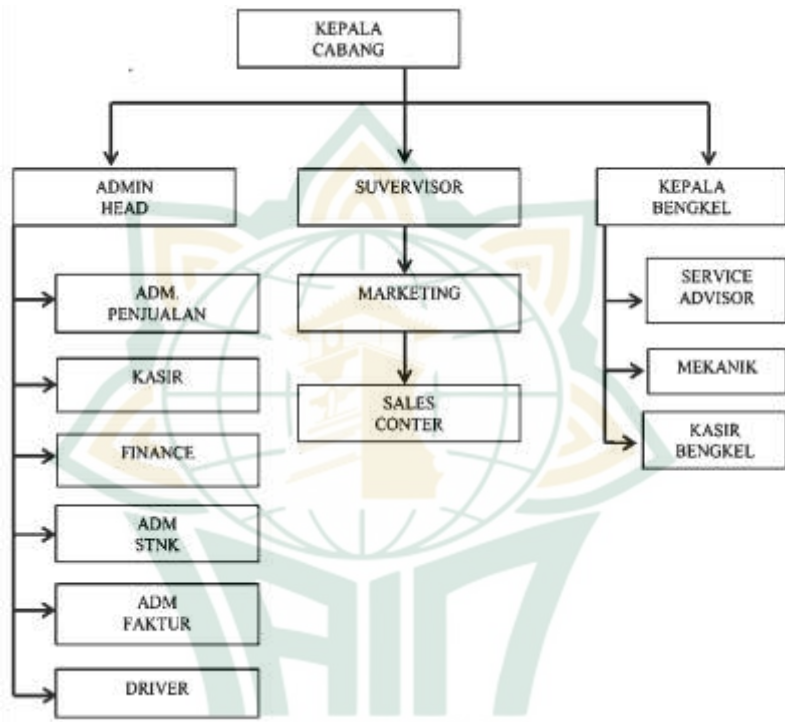 KEPALA
CABANG
ADMIN
HEAD
SUVERVISOR
KEPALA
BENGKEL
ADM.
PENJUALAN
KASIR
FINANCE
ADM
STNK
ADM
FAKTUR
DRIVER
MARKETING
SALES
CONTER
SERVICE
ADVISOR
MEKANIK
KASIR
BENGKEL